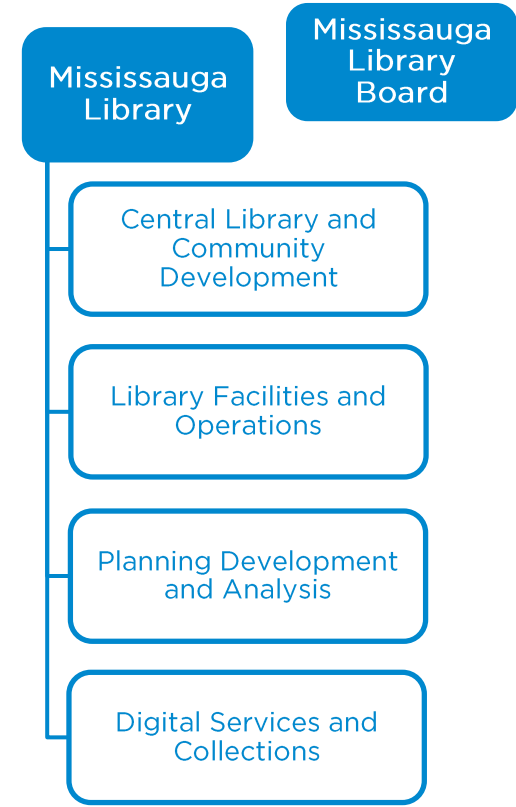 Mississauga
Library
Mississauga
Library
Board
Central Library and
Community
Development
Library Facilities and
Operations
Planning Development
and Analysis
Digital Services and
Collections